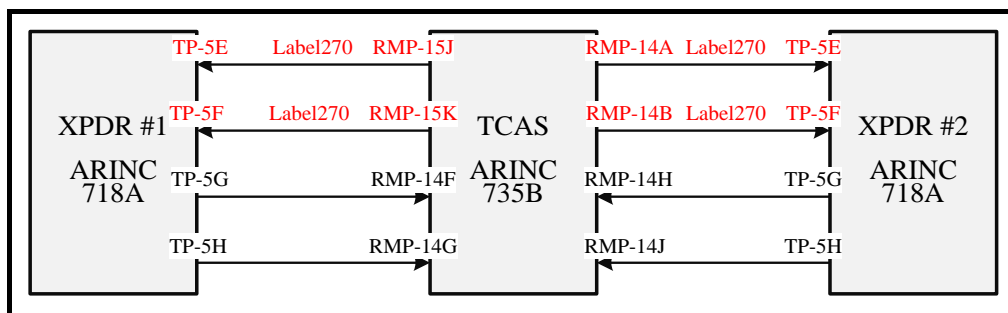 TP-5E Label270 RMP-15J RMP-14A Label270 TP-5E
TP-5F Label270 RMP-15K RMP-14B Label270 TP-5F
XPDR #1 TCAS XPDR #2
ARINC ARINC ARINC
718A 735B 718A
TP-5G RMP-14F RMP-14H TP-5G
TP-5H RMP-14G RMP-14J TP-5H